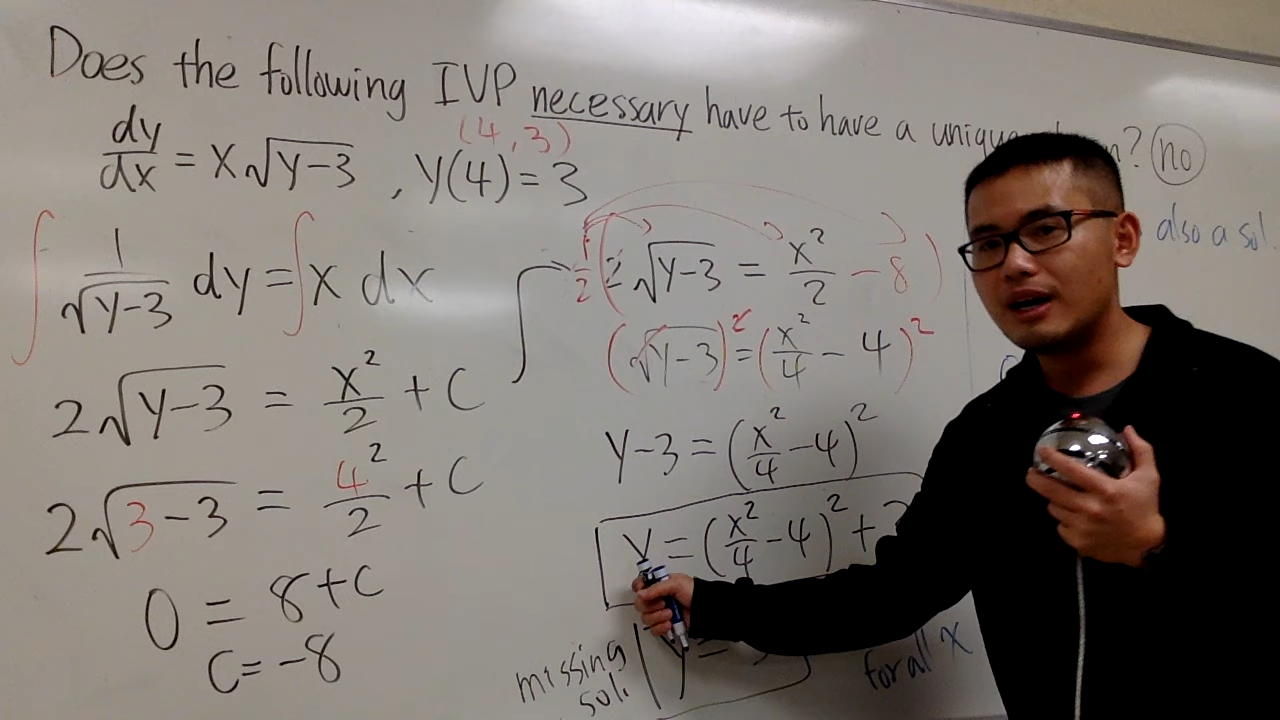 Does the following IVP necessary have to have a unique ? no
(4,3)
dy/dx = x√(y-3) , y(4) = 3
∫ 1/√(y-3) dy = ∫ x dx
2√(y-3) = x²/2 + C
2√(3-3) = 4²/2 + C
0 = 8 + C
C = -8
1/2 (2√(y-3) = x²/2 - 8)
(√(y-3))² = (x²/4 - 4)²
y-3 = (x²/4 - 4)²
y = (x²/4 - 4)² +
missing
sol:
y =
for all x
also a sol.